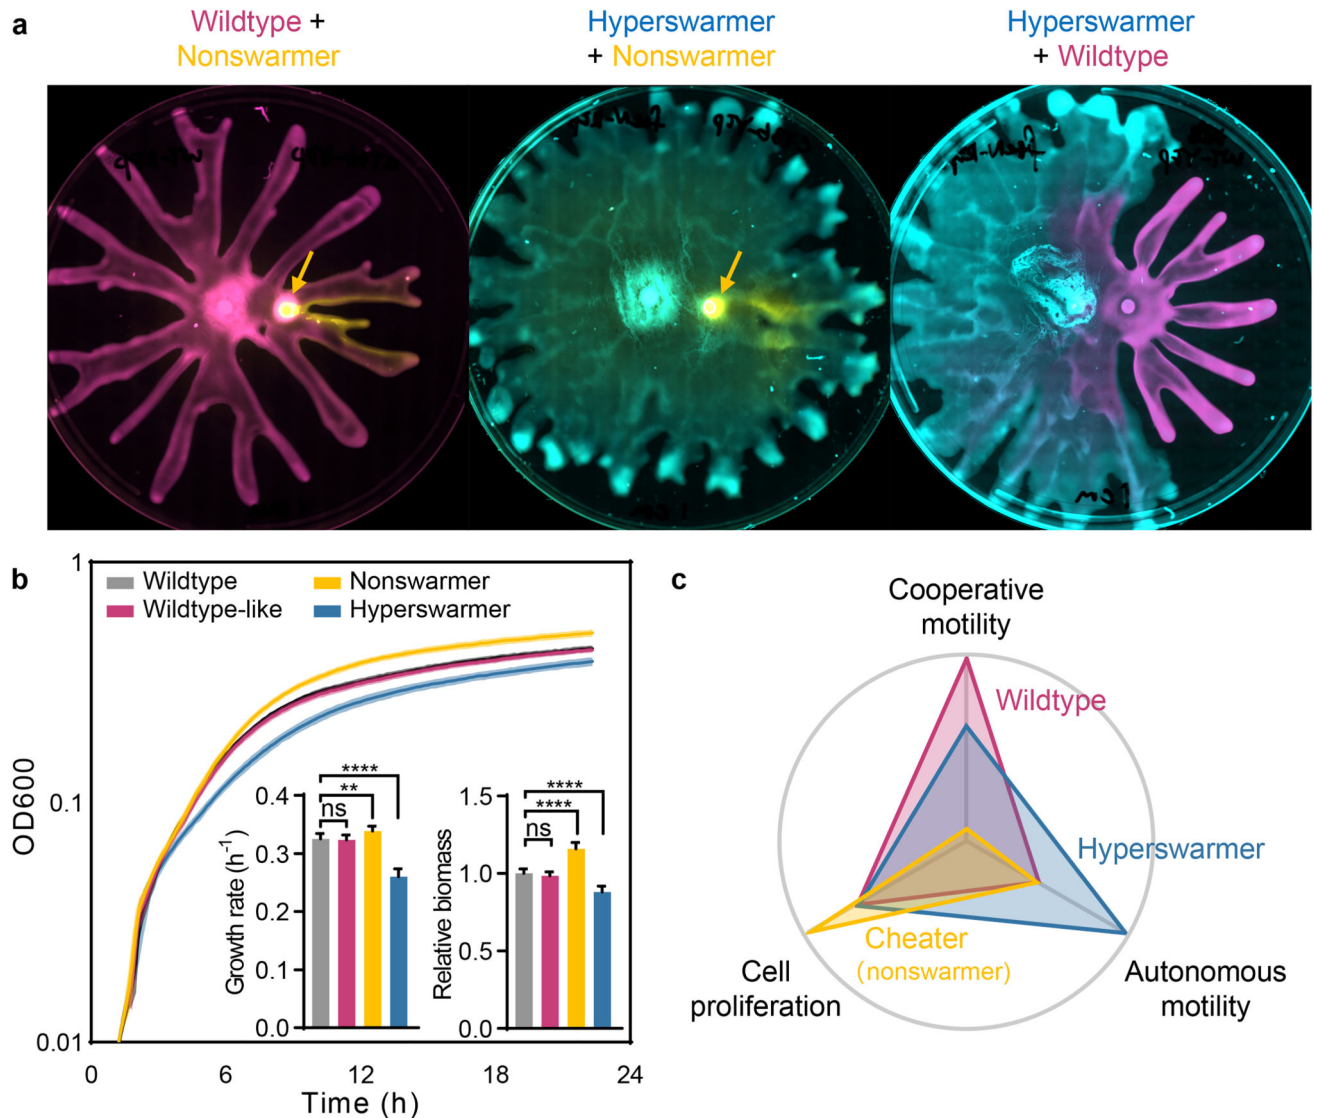 a
Wildtype +
Nonswarmer
Hyperswarmer
+ Nonswarmer
Hyperswarmer
+ Wildtype
1 cm
b
Wildtype
Wildtype-like
Nonswarmer
Hyperswarmer
OD600
1
0.1
0.01
0 6 12 18 24
Time (h)
Growth rate (h⁻¹)
0.4
0.3
0.2
0.1
0.0
****
**
ns
Relative biomass
1.5
1.0
0.5
0.0
****
****
ns
c
Cooperative
motility
Wildtype
Hyperswarmer
Cheater
(nonswarmer)
Cell
proliferation
Autonomous
motility